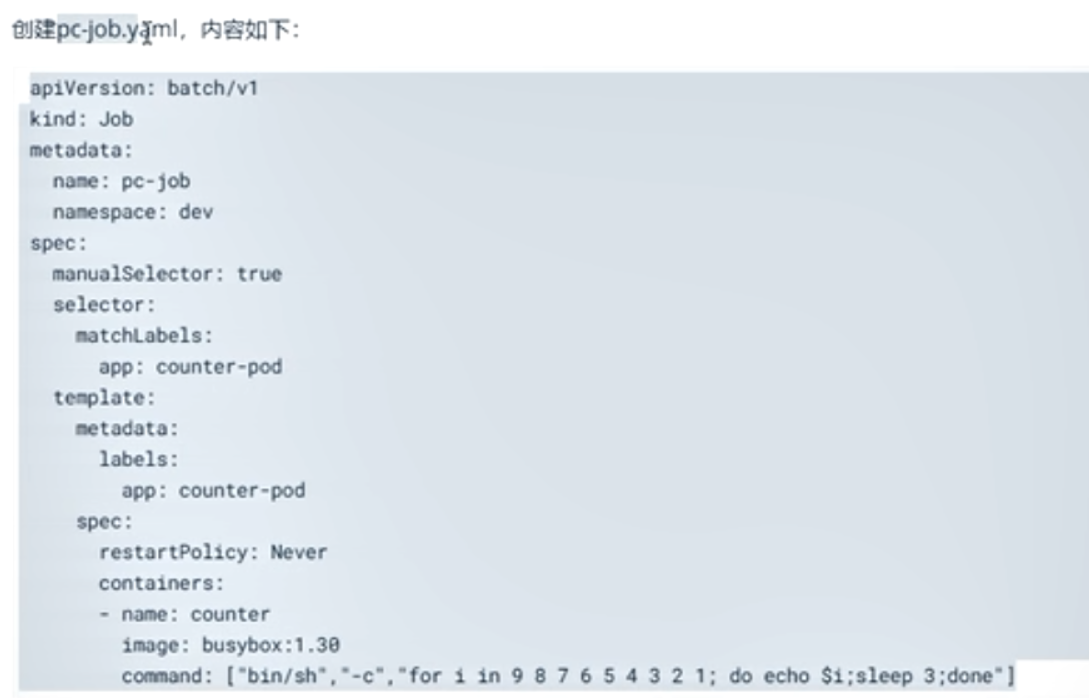 创建pc-job.yaml，内容如下：
apiVersion: batch/v1
kind: Job
metadata:
  name: pc-job
  namespace: dev
spec:
  manualSelector: true
  selector:
    matchLabels:
      app: counter-pod
  template:
    metadata:
      labels:
        app: counter-pod
    spec:
      restartPolicy: Never
      containers:
      - name: counter
        image: busybox:1.30
        command: ["bin/sh","-c","for i in 9 8 7 6 5 4 3 2 1; do echo $i;sleep 3;done"]